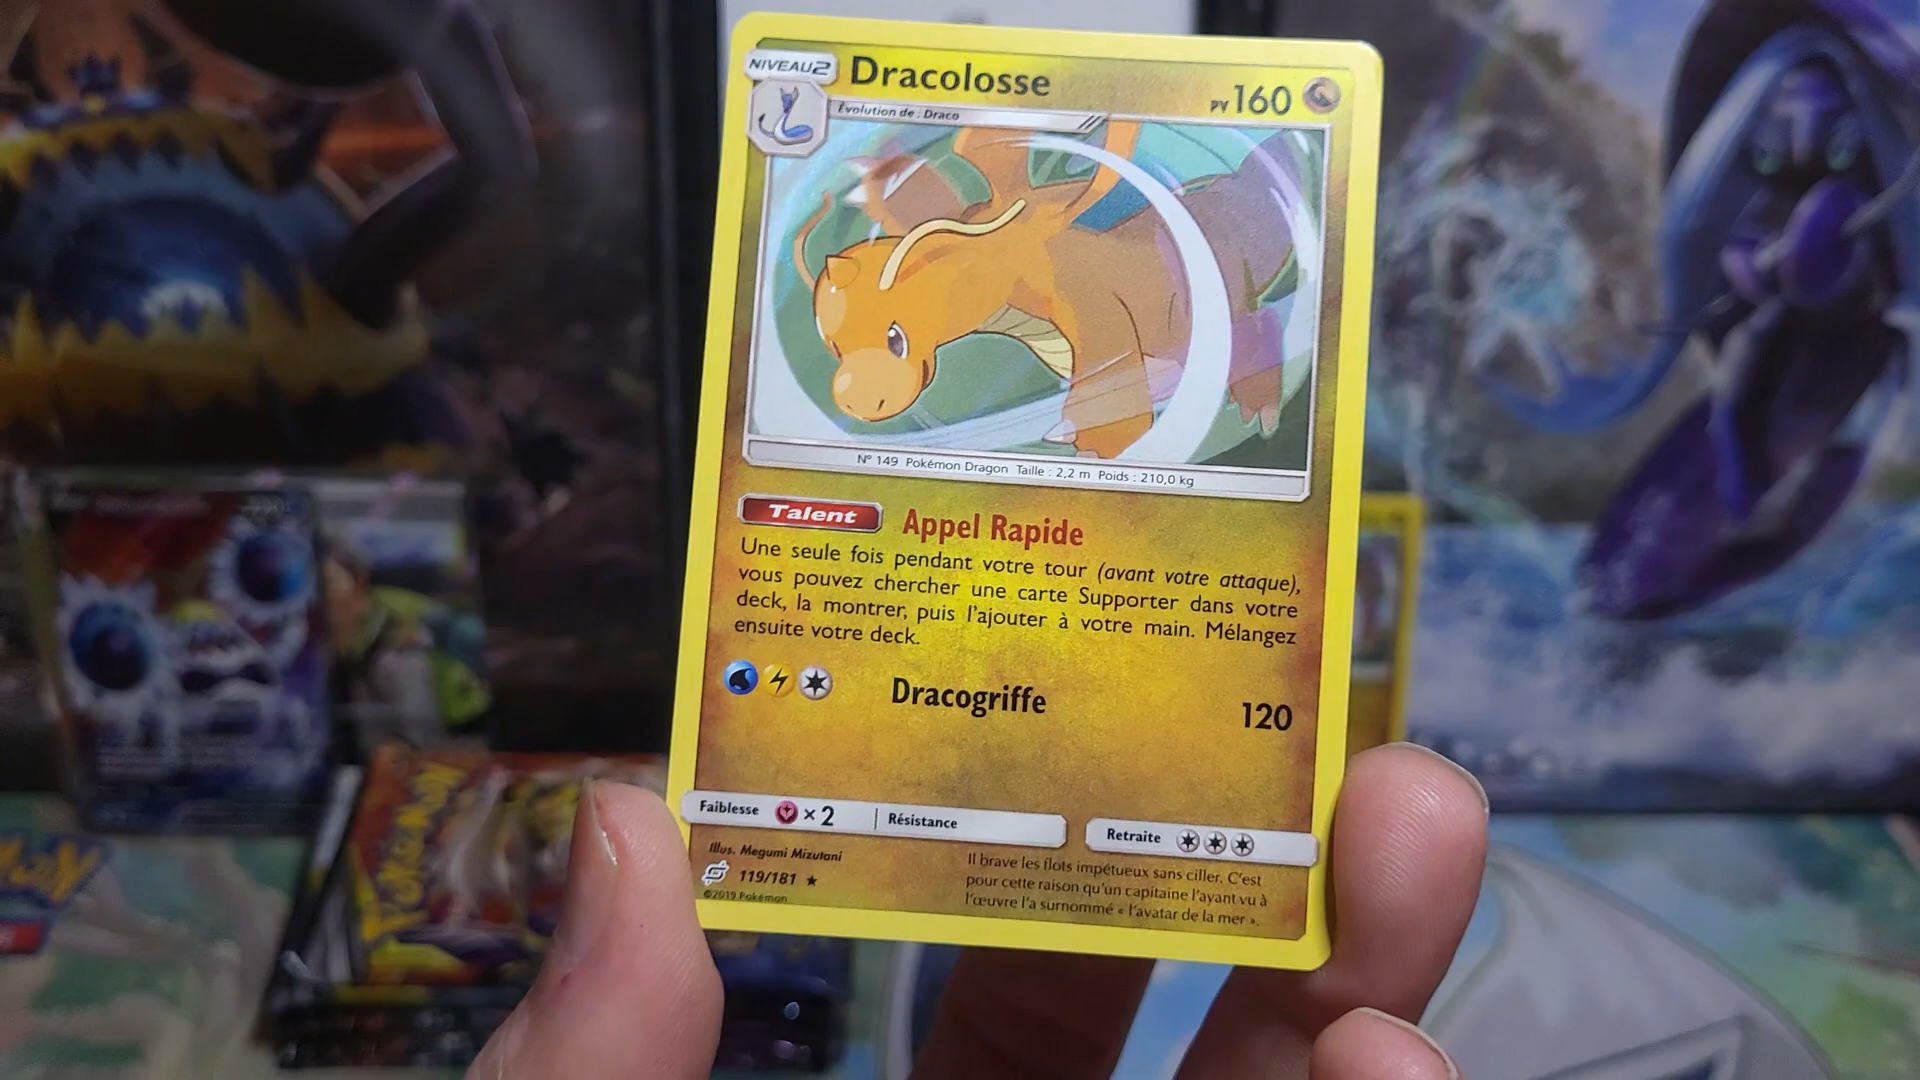 NIVEAU2
Dracolosse
PV160
Évolution de : Draco
N° 149 Pokémon Dragon Taille : 2,2 m Poids : 210,0 kg
Talent Appel Rapide
Une seule fois pendant votre tour (avant votre attaque),
vous pouvez chercher une carte Supporter dans votre
deck, la montrer, puis l'ajouter à votre main. Mélangez
ensuite votre deck.
Dracogriffe 120
Faiblesse × 2 Résistance Retraite
Illus. Megumi Mizutani
119/181
©2019 Pokémon
Il brave les flots impétueux sans ciller. C'est
pour cette raison qu'un capitaine l'ayant vu à
l'œuvre l'a surnommé « l'avatar de la mer ».
POKéMON